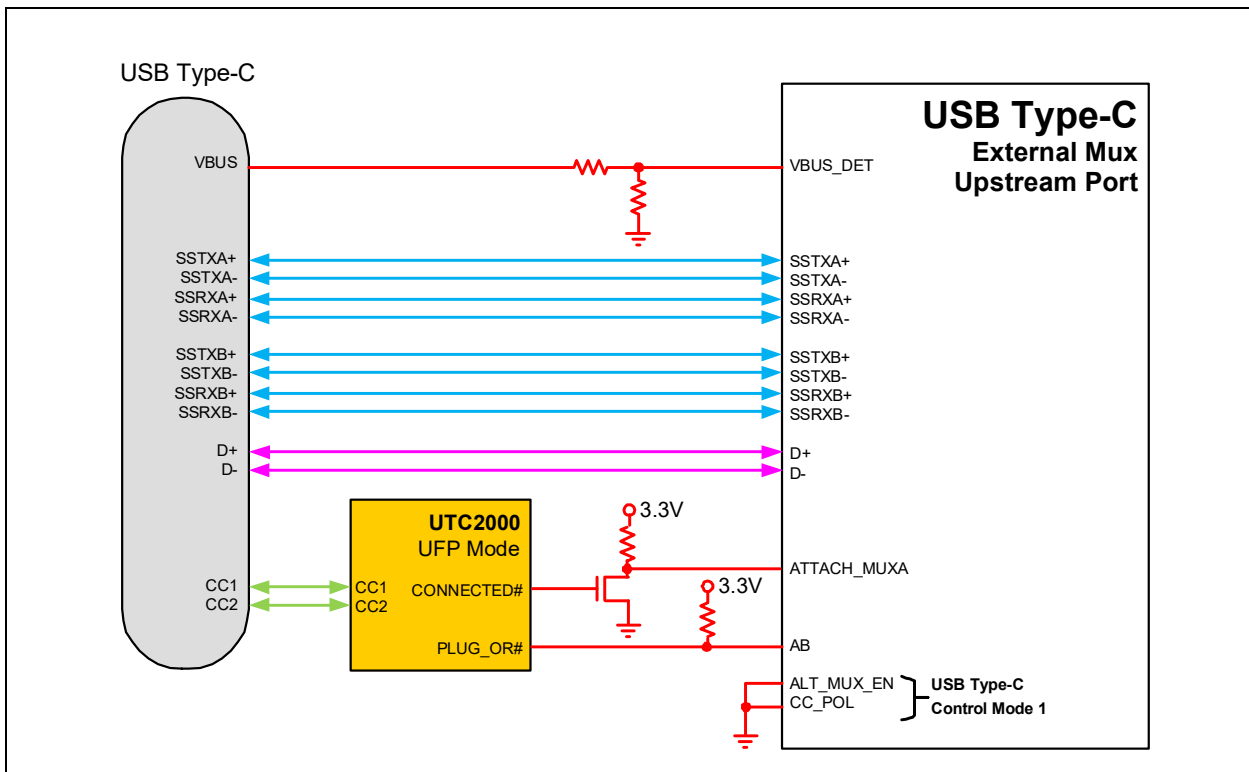 USB Type-C
VBUS
SSTXA+
SSTXA-
SSRXA+
SSRXA-
SSTXB+
SSTXB-
SSRXB+
SSRXB-
D+
D-
CC1
CC2
UTC2000
UFP Mode
CC1
CC2
CONNECTED#
PLUG_OR#
3.3V
3.3V
USB Type-C
External Mux
Upstream Port
VBUS_DET
SSTXA+
SSTXA-
SSRXA+
SSRXA-
SSTXB+
SSTXB-
SSRXB+
SSRXB-
D+
D-
ATTACH_MUXA
AB
ALT_MUX_EN
CC_POL
USB Type-C
Control Mode 1